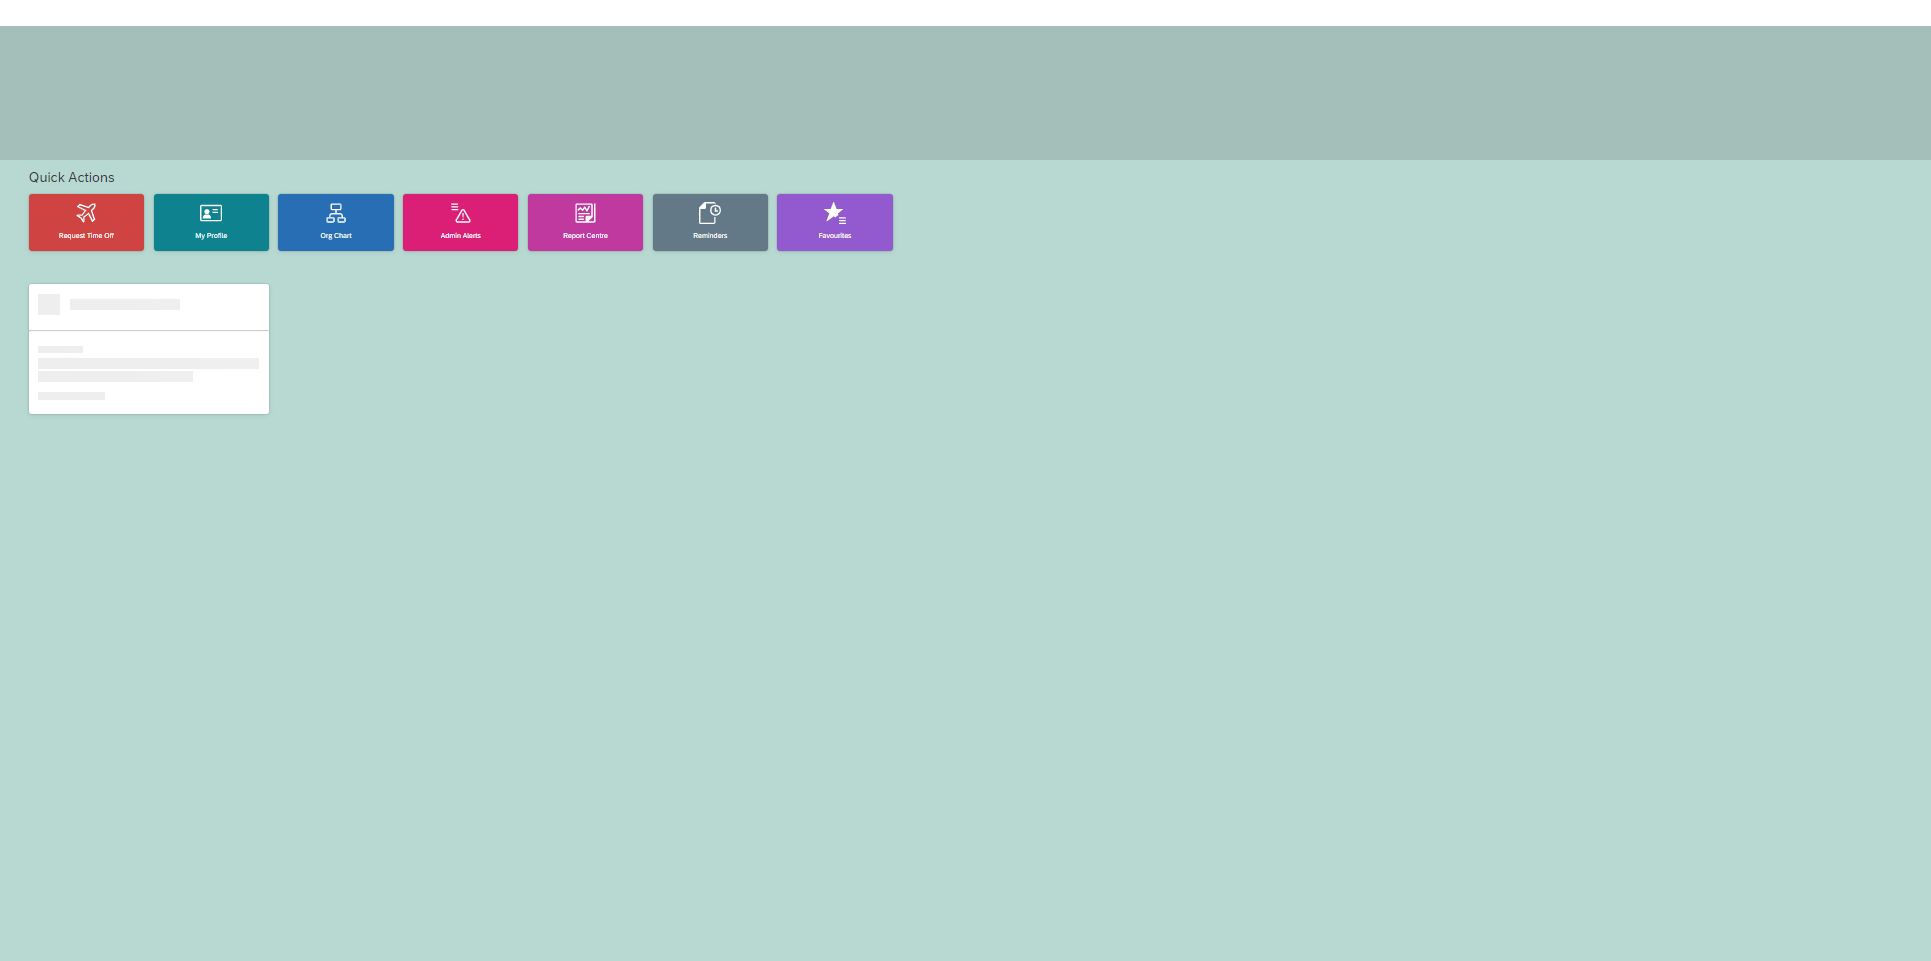 Quick Actions
Request Time Off
My Profile
Org Chart
Admin Alerts
Report Centre
Reminders
Favourites